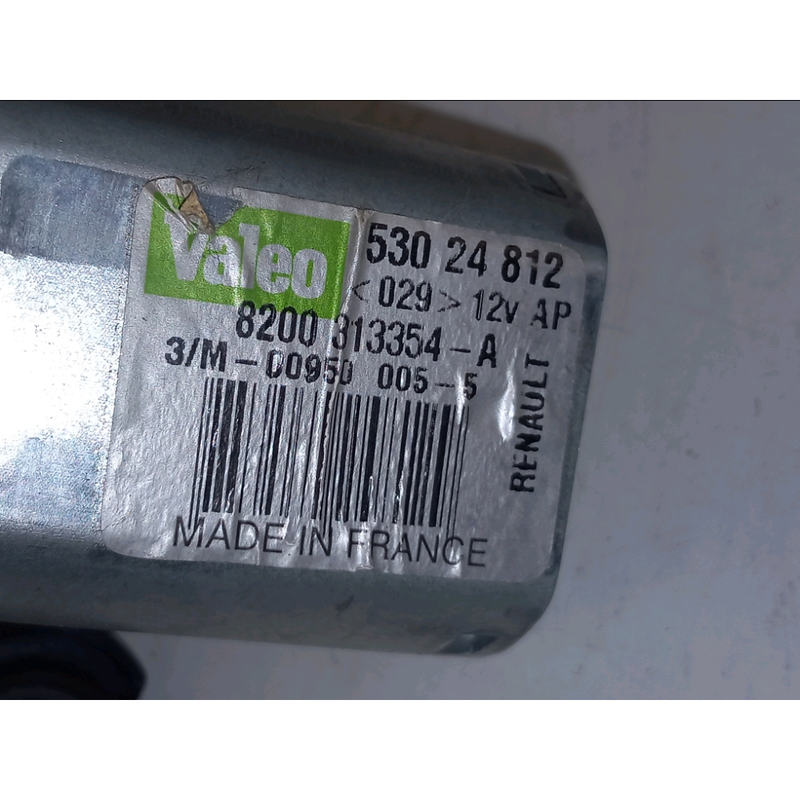 Valeo
530 24 812
<029> 12v AP
8200 313354-A
3/M-00950 005-5
RENAULT
MADE IN FRANCE